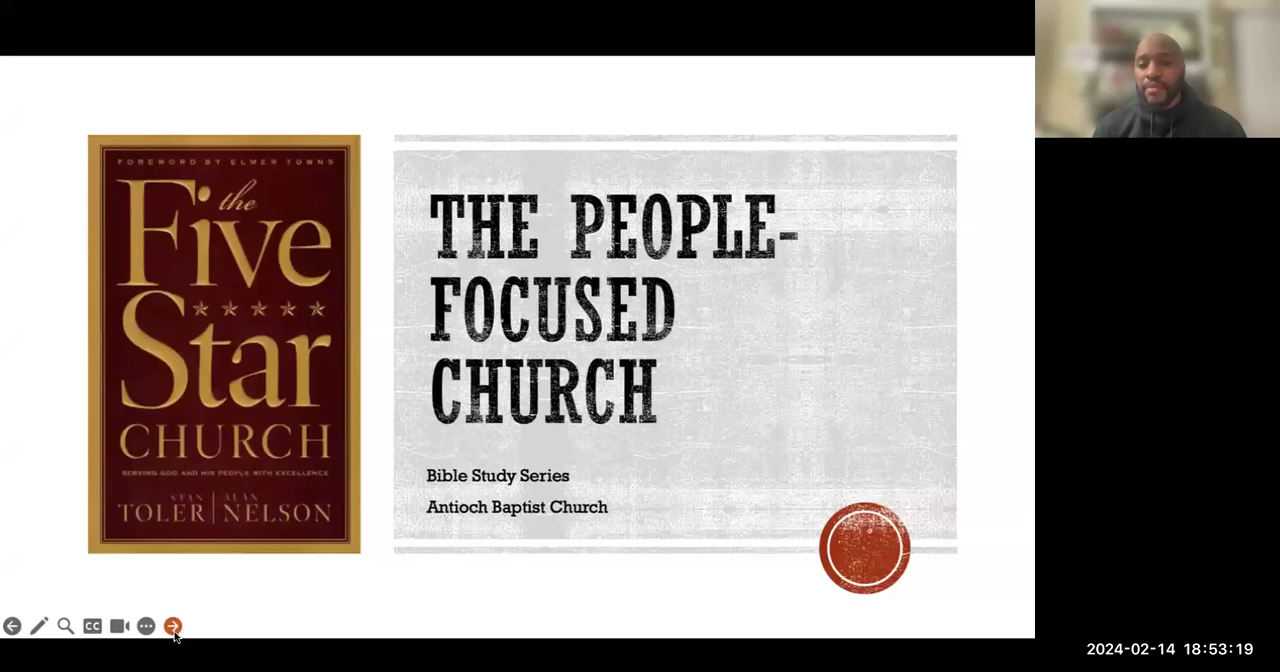 FOREWORD BY ELMER TOWNS
the
Five
Star
CHURCH
SERVING GOD AND HIS PEOPLE WITH EXCELLENCE
STAN TOLER | ALAN NELSON
THE PEOPLE-
FOCUSED
CHURCH
Bible Study Series
Antioch Baptist Church
CC
2024-02-14 18:53:19